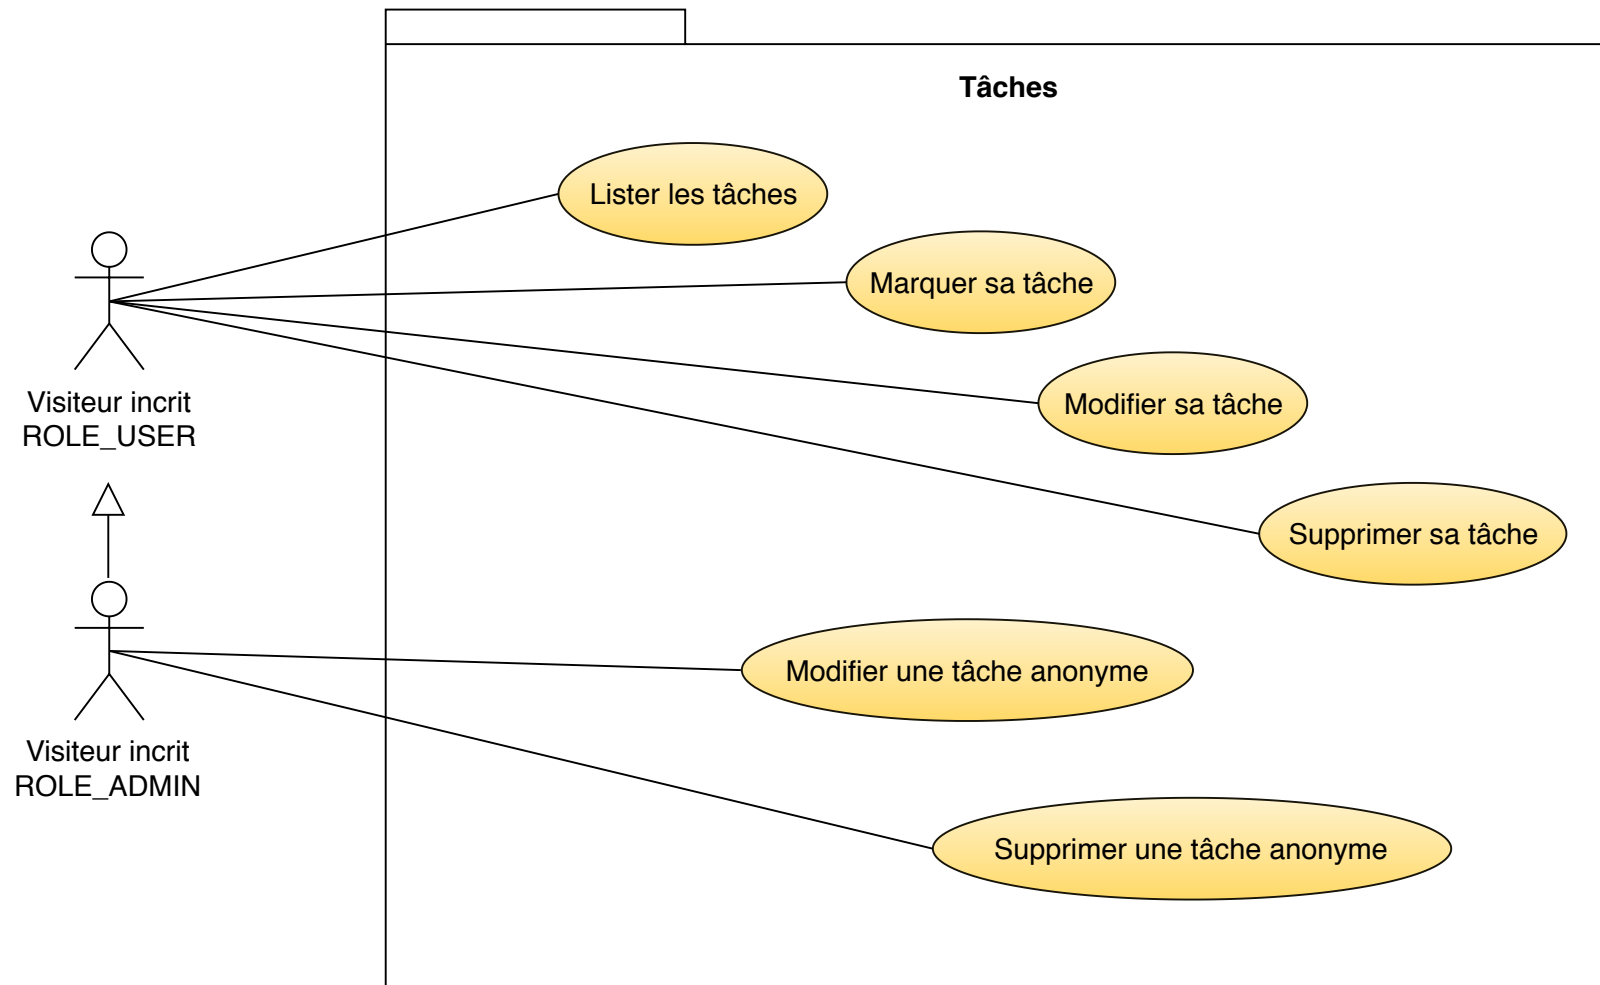 Tâches
Lister les tâches
Marquer sa tâche
Visiteur incrit
ROLE_USER
Modifier sa tâche
Supprimer sa tâche
Modifier une tâche anonyme
Visiteur incrit
ROLE_ADMIN
Supprimer une tâche anonyme